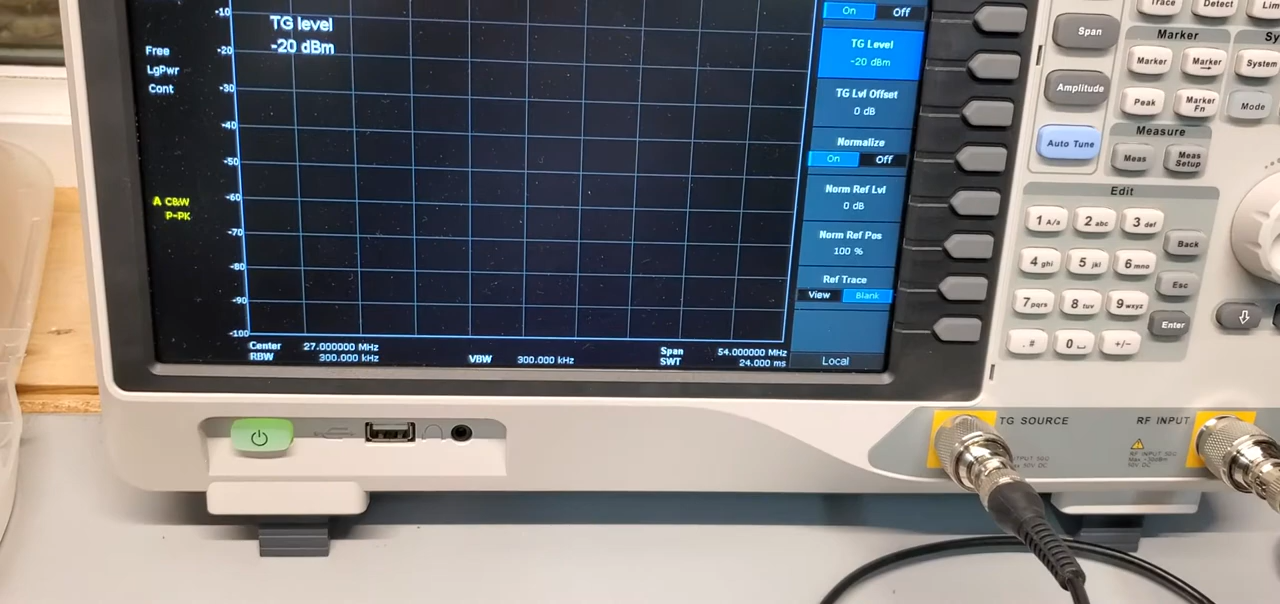 -10
TG level
-20 dBm
Free
LgPwr
Cont
-20
-30
-40
-50
-60
-70
-80
-90
-100
A C&W
P-PK
Center 27.000000 MHz
RBW 300.000 kHz
VBW 300.000 kHz
Span 54.000000 MHz
SWT 24.000 ms
On Off
TG Level
-20 dBm
TG Lvl Offset
0 dB
Normalize
On Off
Norm Ref Lvl
0 dB
Norm Ref Pos
100 %
Ref Trace
View Blank
Local
Span
Amplitude
Auto Tune
Trace Detect
Marker
Marker Marker
Peak Marker Fn
System
Mode
Measure
Meas Meas Setup
Edit
1 A/a 2 abc 3 def
4 ghi 5 jkl 6 mno
7 pqrs 8 tuv 9 wxyz
. # 0 +/-
Back
Esc
Enter
TG SOURCE
RF INPUT